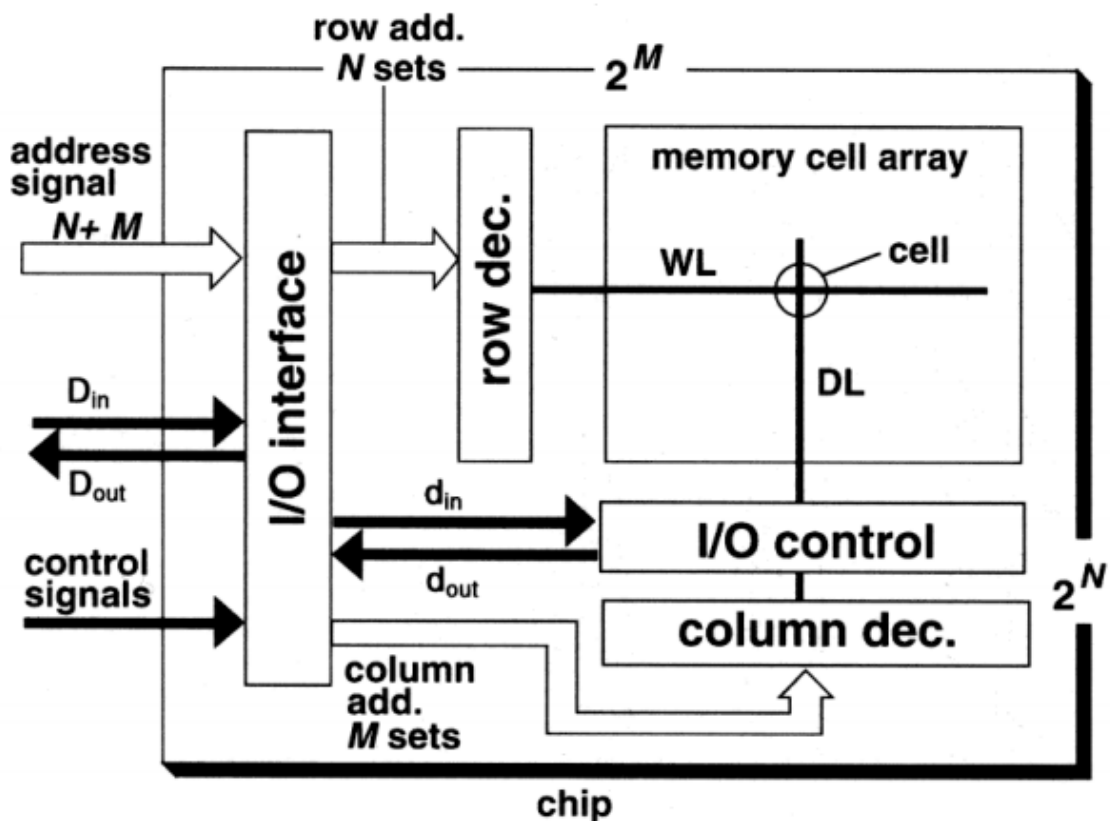 row add.
N sets
2^M
address
signal
N+ M
memory cell array
row dec.
WL
cell
DL
I/O interface
D_in
D_out
d_in
d_out
I/O control
control
signals
2^N
column dec.
column
add.
M sets
chip